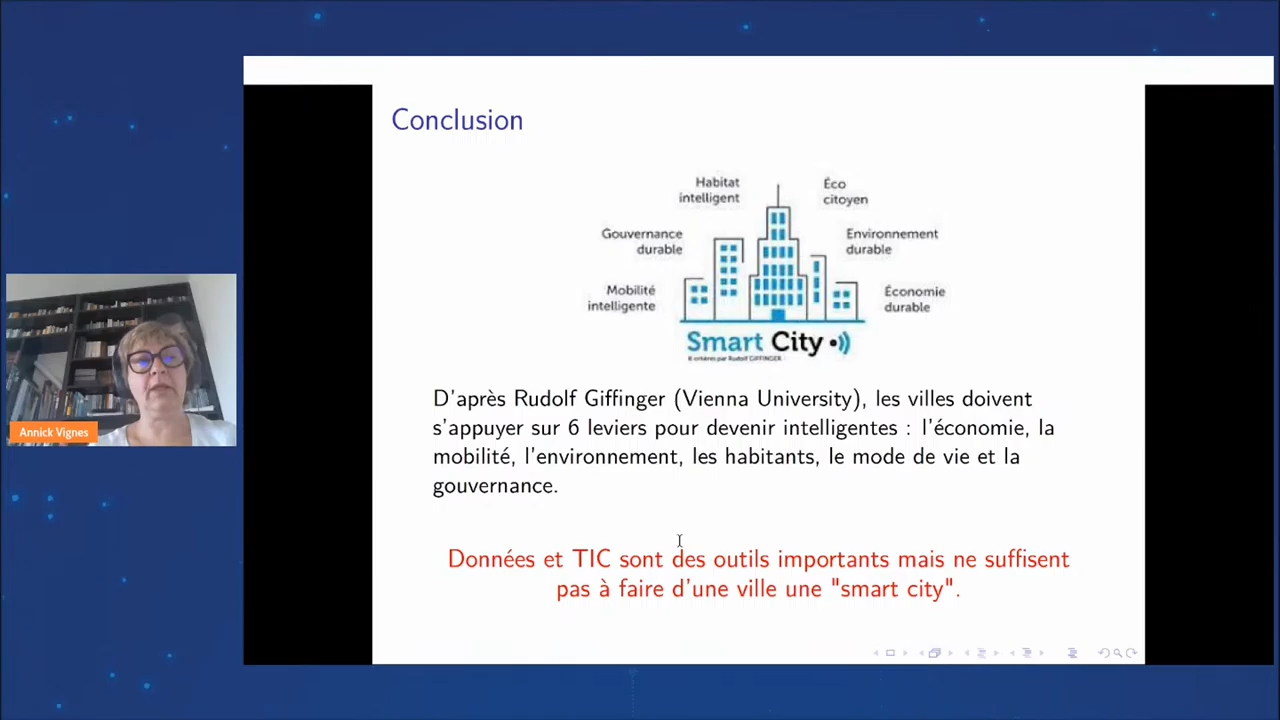 Conclusion
Habitat
intelligent
Éco
citoyen
Gouvernance
durable
Environnement
durable
Mobilité
intelligente
Économie
durable
Smart City
6 critères par Rudolf GIFFINGER
Annick Vignes
D'après Rudolf Giffinger (Vienna University), les villes doivent
s'appuyer sur 6 leviers pour devenir intelligentes : l'économie, la
mobilité, l'environnement, les habitants, le mode de vie et la
gouvernance.
Données et TIC sont des outils importants mais ne suffisent
pas à faire d'une ville une "smart city".